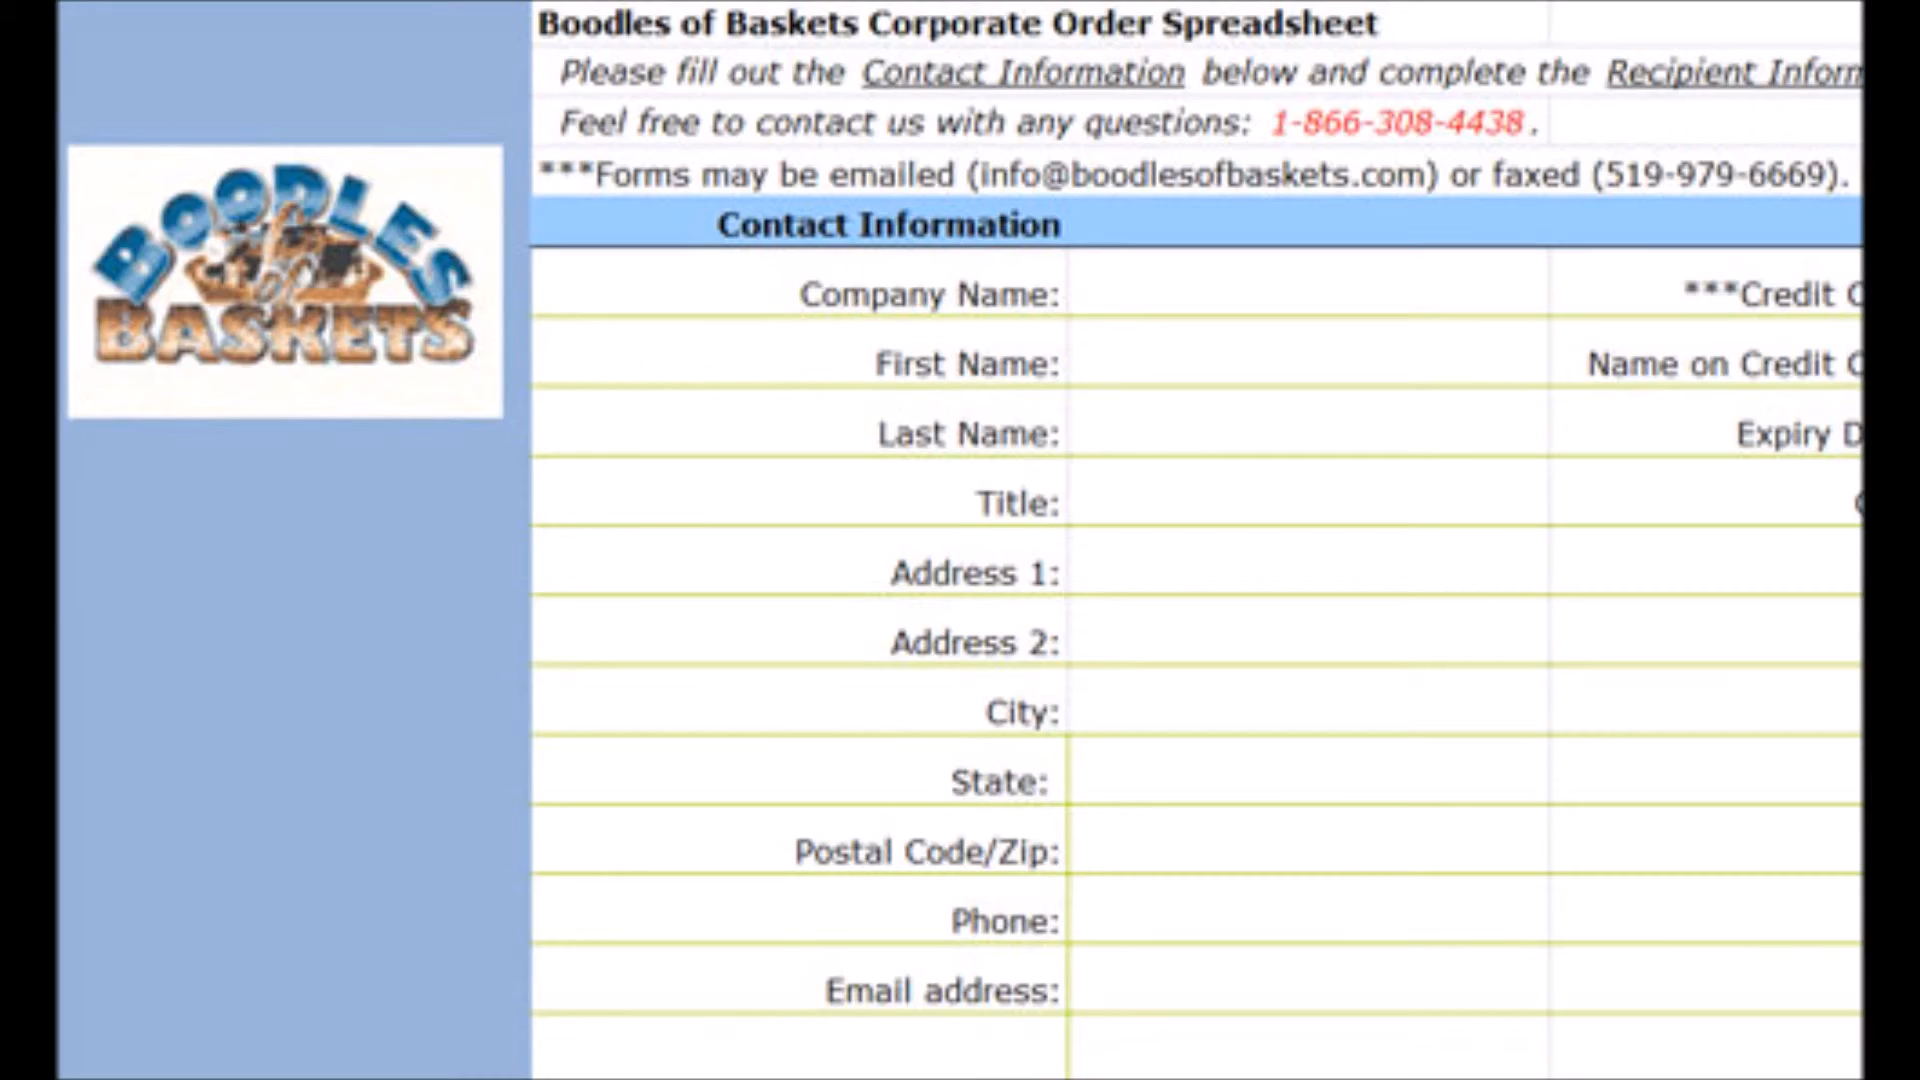 Boodles of Baskets Corporate Order Spreadsheet
Please fill out the Contact Information below and complete the Recipient Inform
Feel free to contact us with any questions: 1-866-308-4438.
***Forms may be emailed (info@boodlesofbaskets.com) or faxed (519-979-6669).
BOODLES
of
BASKETS
Contact Information
Company Name: ***Credit C
First Name: Name on Credit C
Last Name: Expiry D
Title:
Address 1:
Address 2:
City:
State:
Postal Code/Zip:
Phone:
Email address: